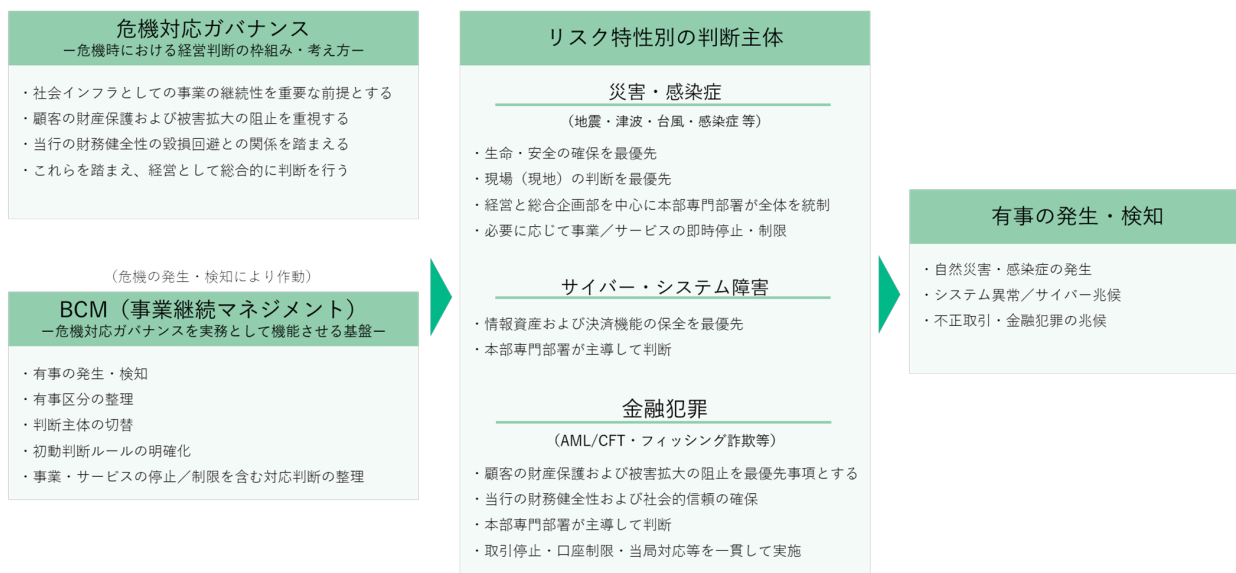 危機対応ガバナンス
ー危機時における経営判断の枠組み・考え方ー
・社会インフラとしての事業の継続性を重要な前提とする
・顧客の財産保護および被害拡大の阻止を重視する
・当行の財務健全性の毀損回避との関係を踏まえる
・これらを踏まえ、経営として総合的に判断を行う
（危機の発生・検知により作動）
BCM（事業継続マネジメント）
ー危機対応ガバナンスを実務として機能させる基盤ー
・有事の発生・検知
・有事区分の整理
・判断主体の切替
・初動判断ルールの明確化
・事業・サービスの停止／制限を含む対応判断の整理
リスク特性別の判断主体
災害・感染症
（地震・津波・台風・感染症 等）
・生命・安全の確保を最優先
・現場（現地）の判断を最優先
・経営と総合企画部を中心に本部専門部署が全体を統制
・必要に応じて事業／サービスの即時停止・制限
サイバー・システム障害
・情報資産および決済機能の保全を最優先
・本部専門部署が主導して判断
金融犯罪
（AML/CFT・フィッシング詐欺等）
・顧客の財産保護および被害拡大の阻止を最優先事項とする
・当行の財務健全性および社会的信頼の確保
・本部専門部署が主導して判断
・取引停止・口座制限・当局対応等を一貫して実施
有事の発生・検知
・自然災害・感染症の発生
・システム異常／サイバー兆候
・不正取引・金融犯罪の兆候